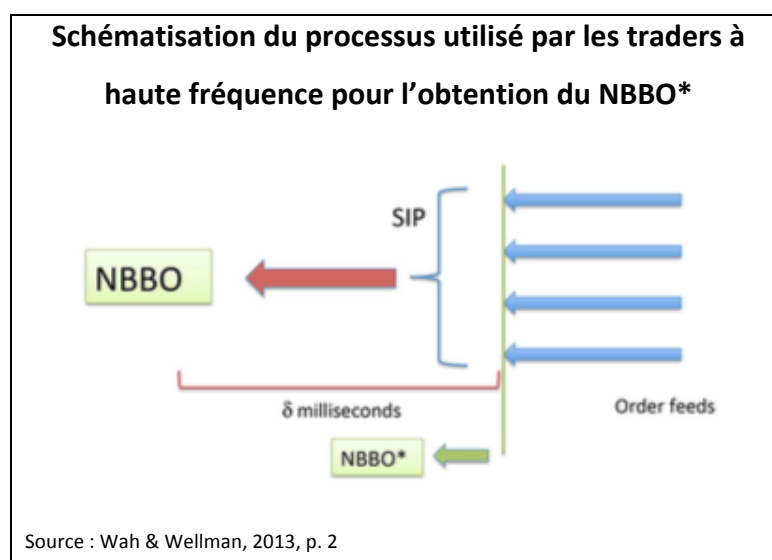 Schématisation du processus utilisé par les traders à
haute fréquence pour l’obtention du NBBO*
SIP
NBBO
δ milliseconds
Order feeds
NBBO*
Source : Wah & Wellman, 2013, p. 2